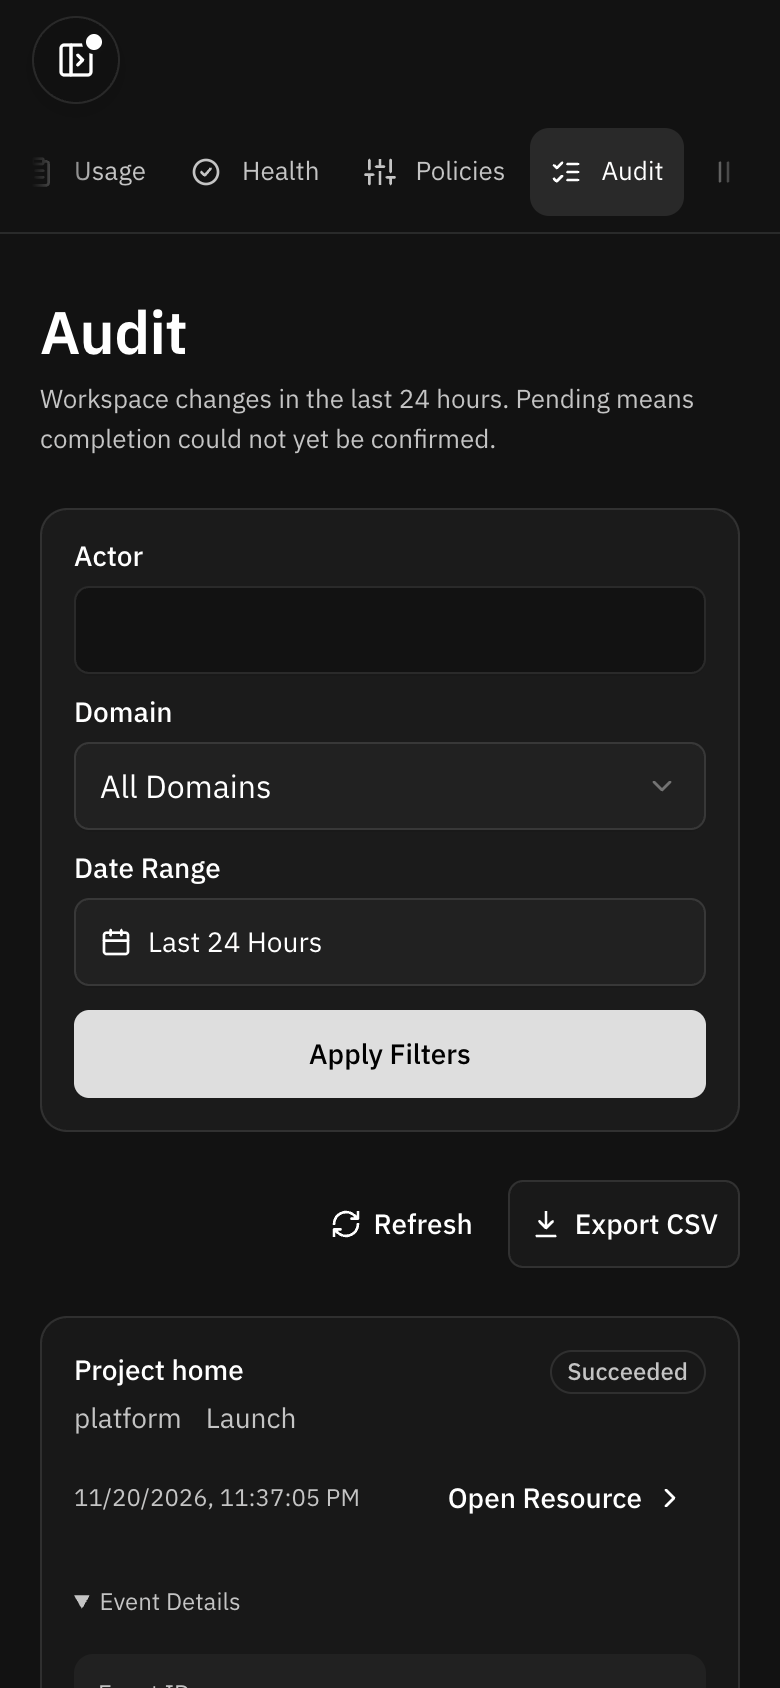 Usage
Health
Policies
Audit
Audit
Workspace changes in the last 24 hours. Pending means
completion could not yet be confirmed.
Actor
Domain
All Domains
Date Range
Last 24 Hours
Apply Filters
Refresh
Export CSV
Project home
Succeeded
platform Launch
11/20/2026, 11:37:05 PM
Open Resource
Event Details